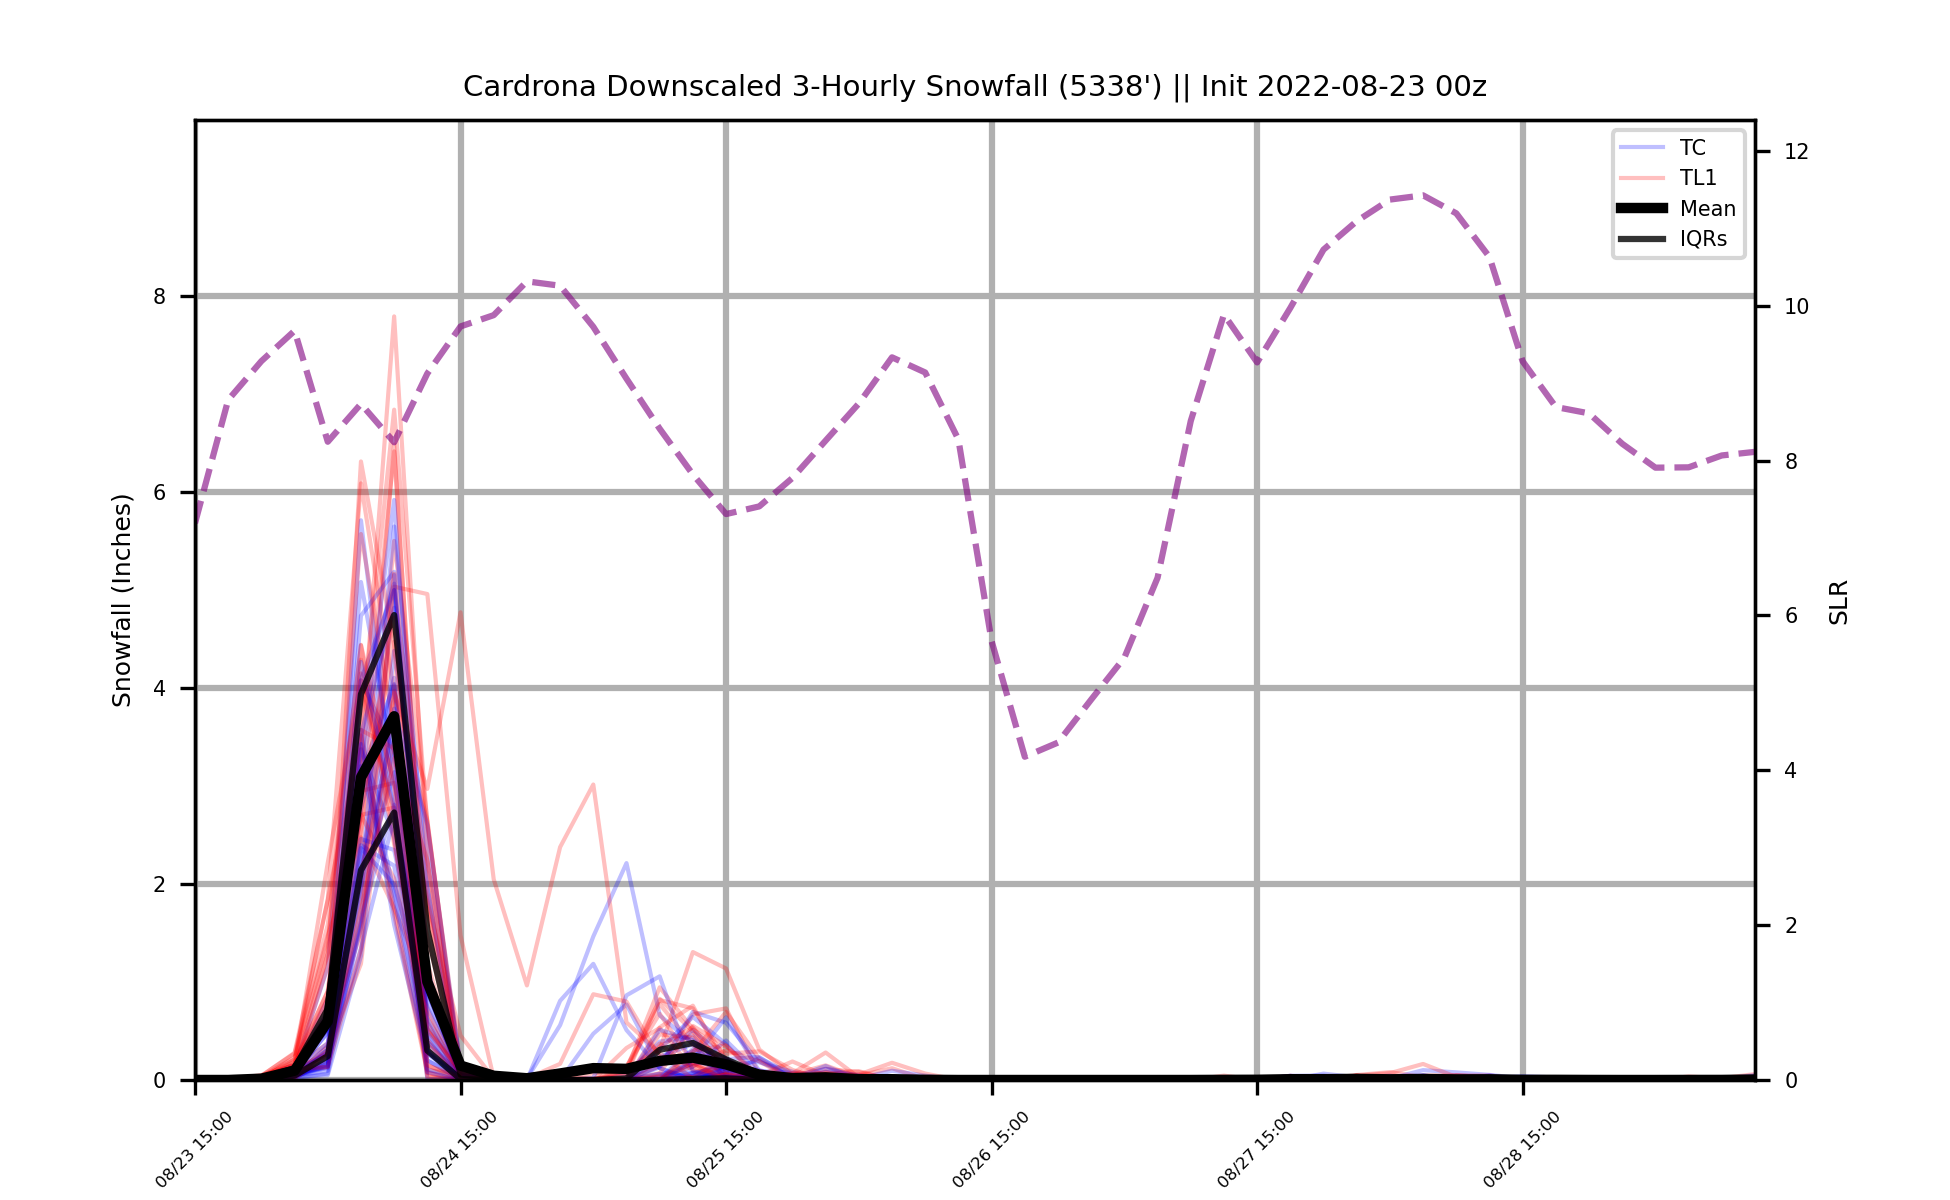 Cardrona Downscaled 3-Hourly Snowfall (5338') || Init 2022-08-23 00z
TC
TL1
Mean
IQRs
Snowfall (Inches)
8
6
4
2
0
12
10
8
6
4
2
0
SLR
08/23 15:00
08/24 15:00
08/25 15:00
08/26 15:00
08/27 15:00
08/28 15:00